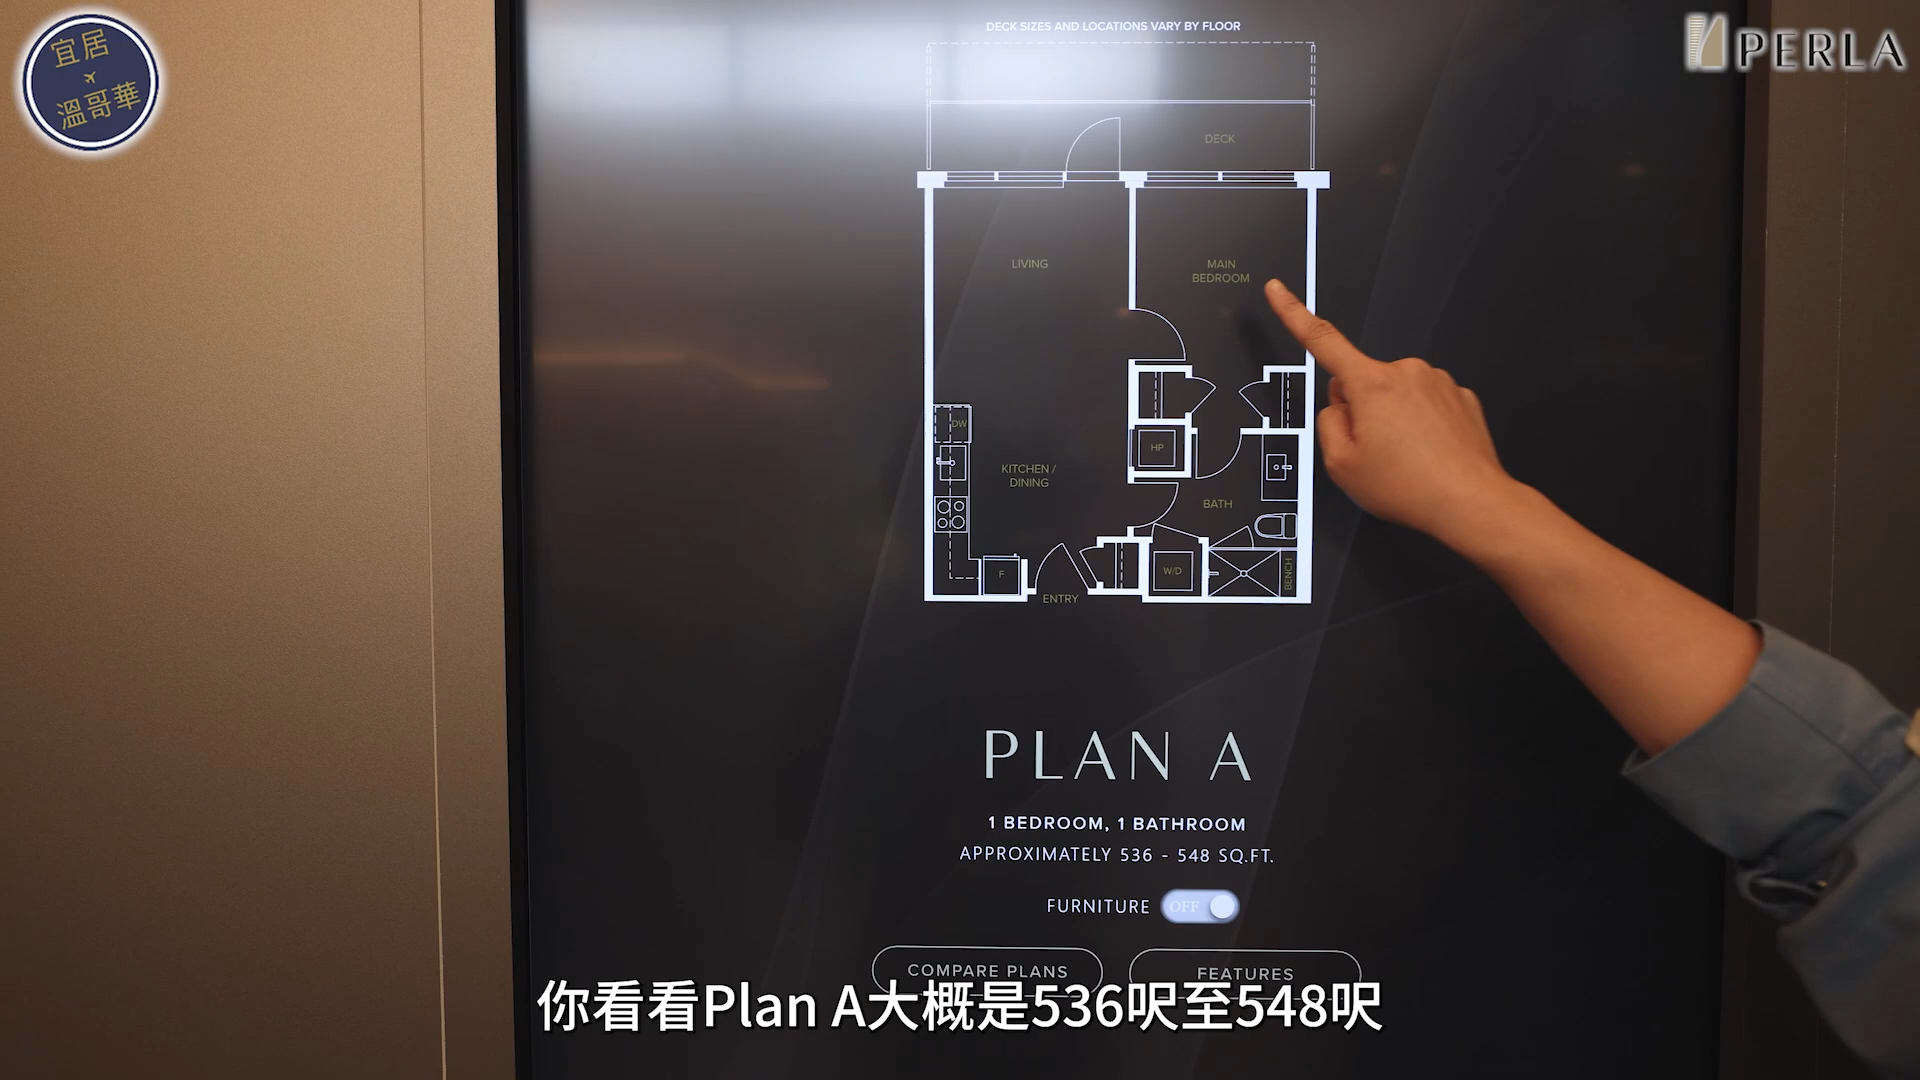 宜居
溫哥華
PERLA
DECK SIZES AND LOCATIONS VARY BY FLOOR
DECK
LIVING
MAIN
BEDROOM
DW
HP
KITCHEN /
DINING
BATH
F
W/D
BENCH
ENTRY
PLAN A
1 BEDROOM, 1 BATHROOM
APPROXIMATELY 536 - 548 SQ.FT.
FURNITURE OFF
COMPARE PLANS
FEATURES
你看看Plan A大概是536呎至548呎